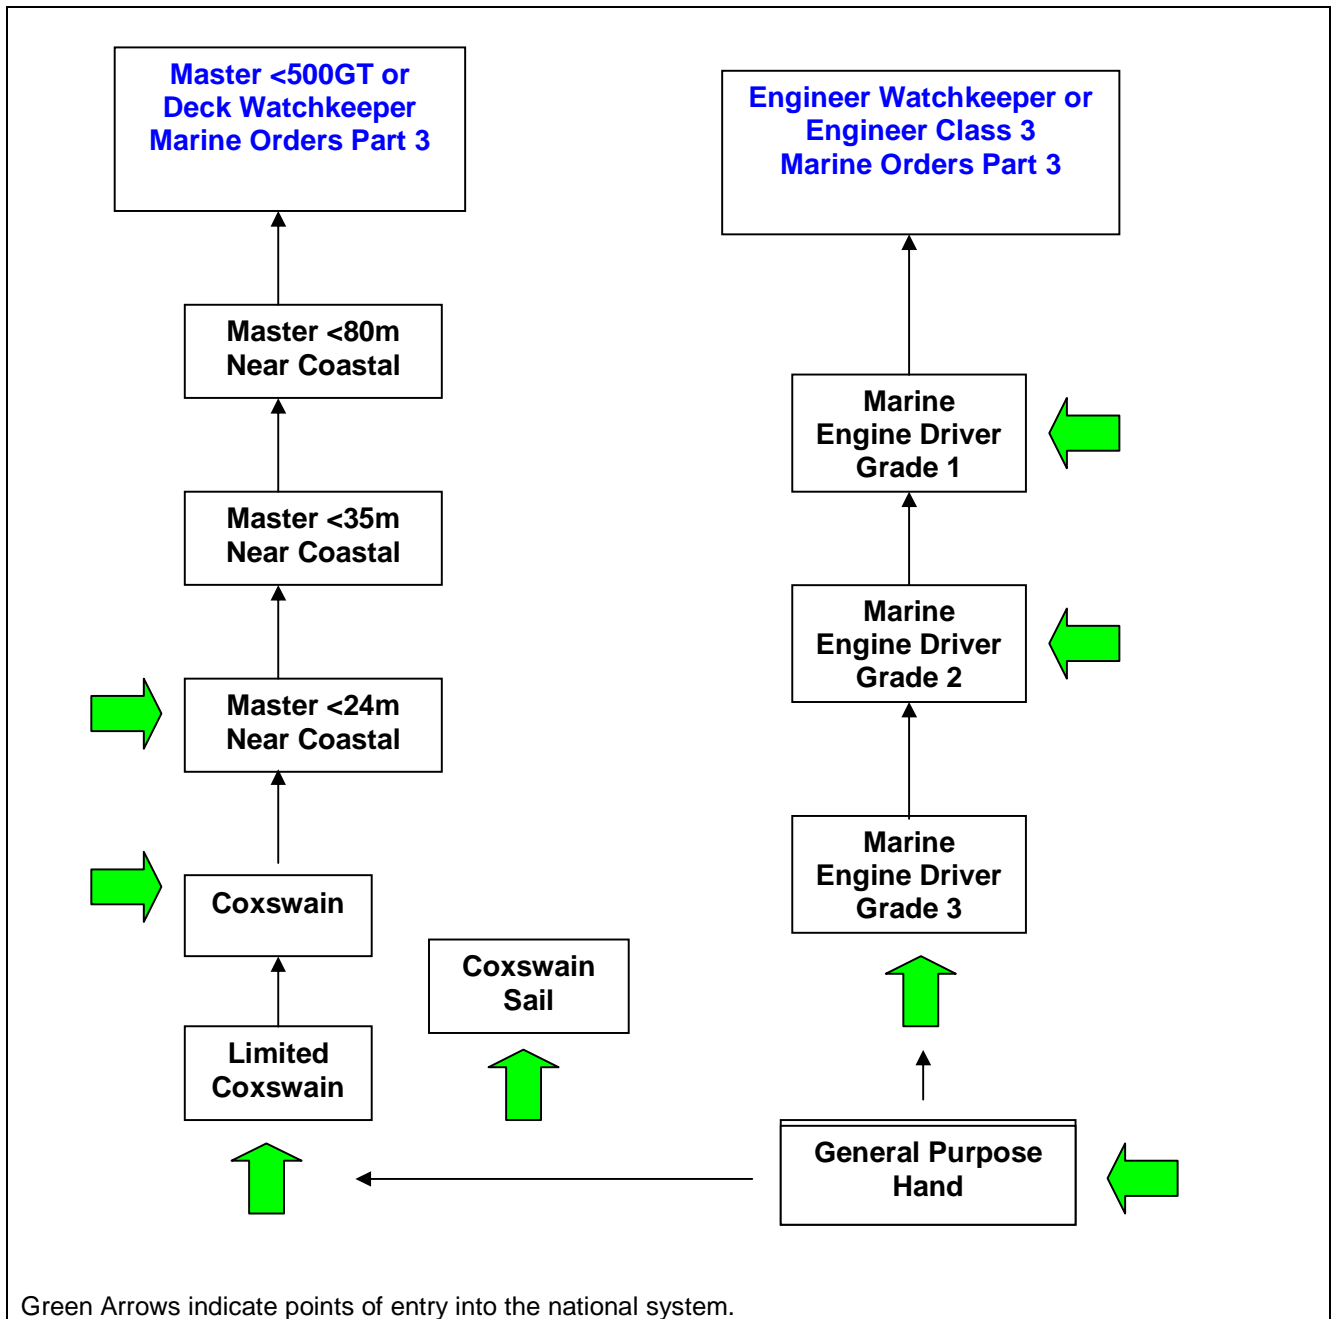 Master <500GT or
Deck Watchkeeper
Marine Orders Part 3
Engineer Watchkeeper or
Engineer Class 3
Marine Orders Part 3
Master <80m
Near Coastal
Marine
Engine Driver
Grade 1
Master <35m
Near Coastal
Marine
Engine Driver
Grade 2
Master <24m
Near Coastal
Marine
Engine Driver
Grade 3
Coxswain
Coxswain
Sail
Limited
Coxswain
General Purpose
Hand
Green Arrows indicate points of entry into the national system.